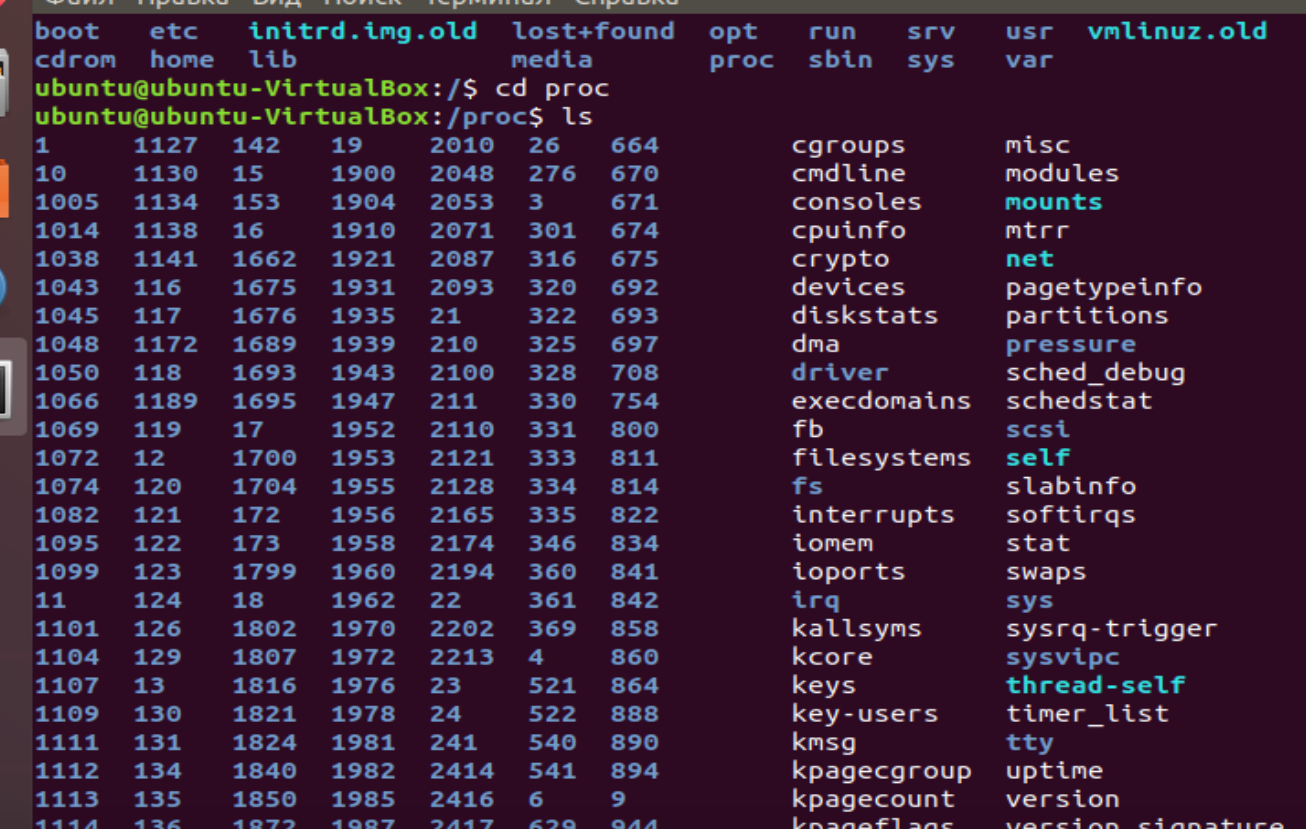 Файл Правка Вид Поиск Терминал Справка
boot etc initrd.img.old lost+found opt run srv usr vmlinuz.old
cdrom home lib media proc sbin sys var
ubuntu@ubuntu-VirtualBox:/$ cd proc
ubuntu@ubuntu-VirtualBox:/proc$ ls
1 1127 142 19 2010 26 664 cgroups misc
10 1130 15 1900 2048 276 670 cmdline modules
1005 1134 153 1904 2053 3 671 consoles mounts
1014 1138 16 1910 2071 301 674 cpuinfo mtrr
1038 1141 1662 1921 2087 316 675 crypto net
1043 116 1675 1931 2093 320 692 devices pagetypeinfo
1045 117 1676 1935 21 322 693 diskstats partitions
1048 1172 1689 1939 210 325 697 dma pressure
1050 118 1693 1943 2100 328 708 driver sched_debug
1066 1189 1695 1947 211 330 754 execdomains schedstat
1069 119 17 1952 2110 331 800 fb scsi
1072 12 1700 1953 2121 333 811 filesystems self
1074 120 1704 1955 2128 334 814 fs slabinfo
1082 121 172 1956 2165 335 822 interrupts softirqs
1095 122 173 1958 2174 346 834 iomem stat
1099 123 1799 1960 2194 360 841 ioports swaps
11 124 18 1962 22 361 842 irq sys
1101 126 1802 1970 2202 369 858 kallsyms sysrq-trigger
1104 129 1807 1972 2213 4 860 kcore sysvipc
1107 13 1816 1976 23 521 864 keys thread-self
1109 130 1821 1978 24 522 888 key-users timer_list
1111 131 1824 1981 241 540 890 kmsg tty
1112 134 1840 1982 2414 541 894 kpagecgroup uptime
1113 135 1850 1985 2416 6 9 kpagecount version
1114 136 1872 1987 2417 629 944 kpageflags version_signature